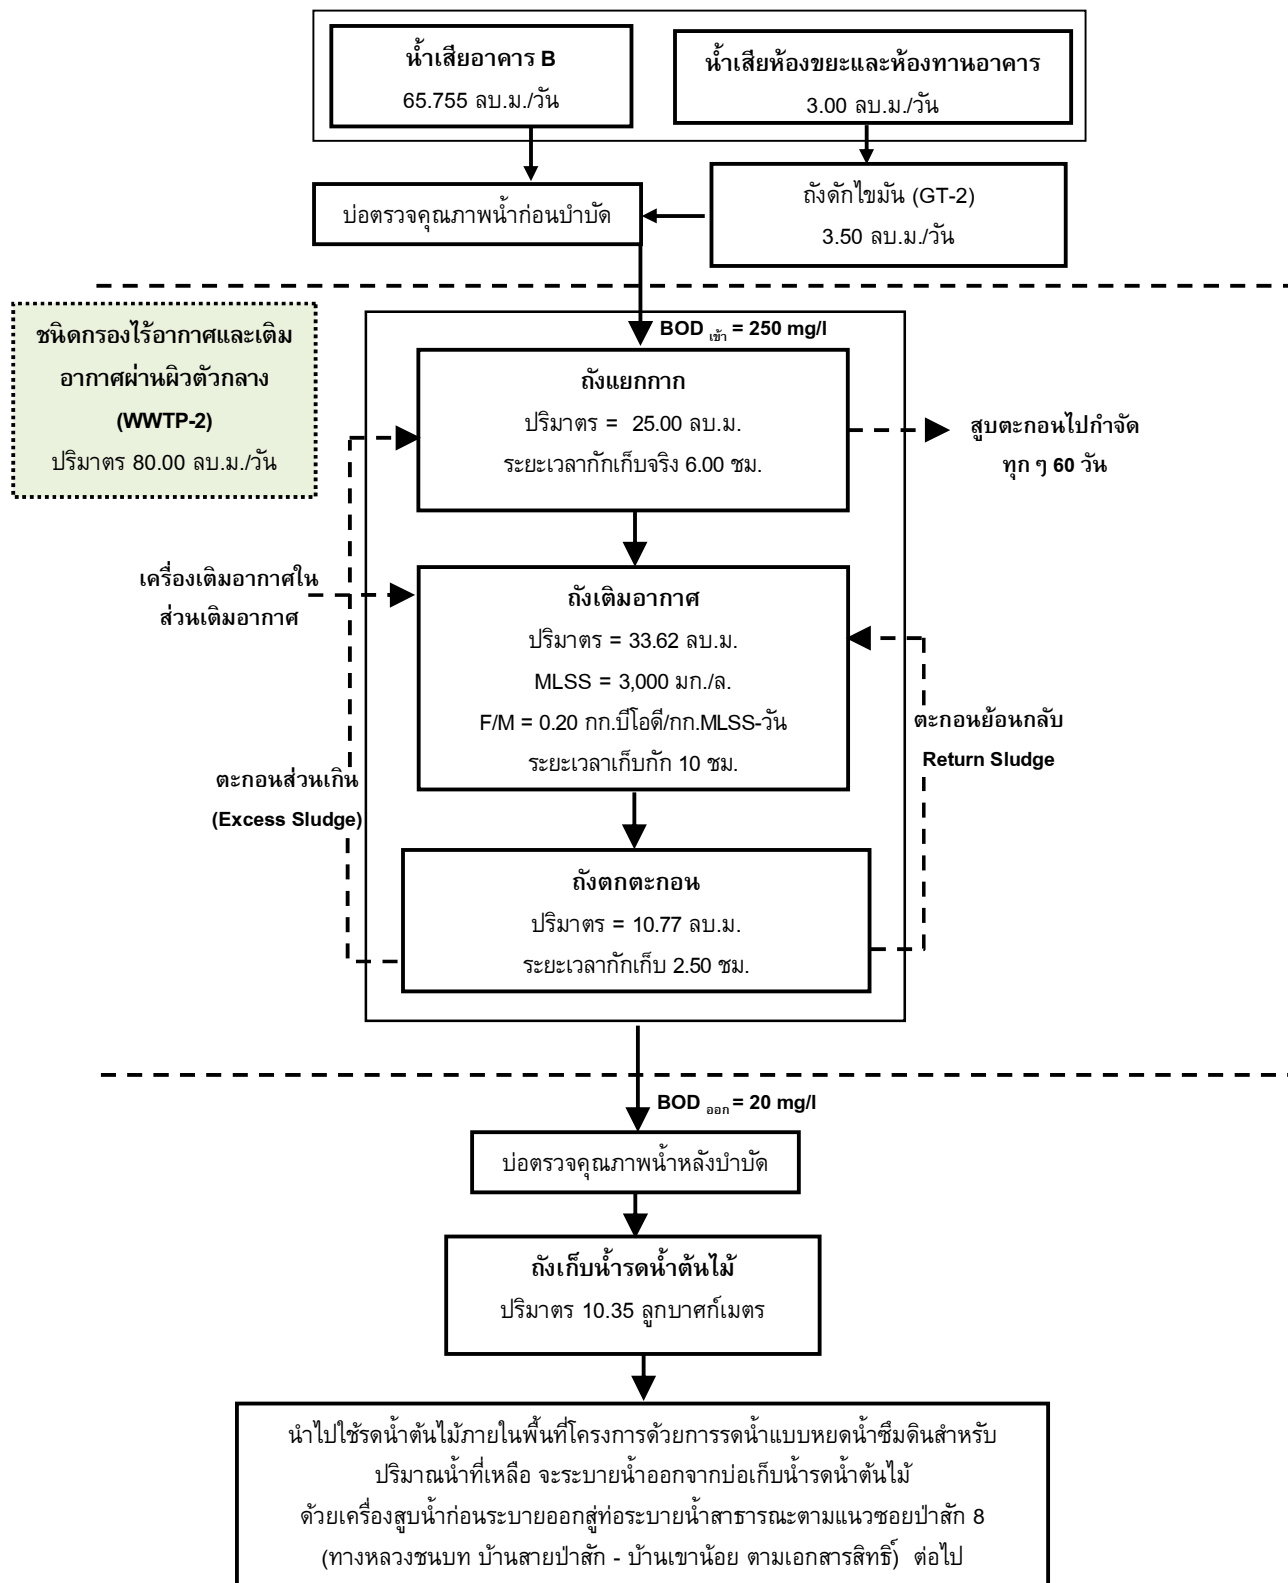 น้ำเสียอาคาร B
65.755 ลบ.ม./วัน
น้ำเสียห้องขยะและห้องทานอาคาร
3.00 ลบ.ม./วัน
บ่อตรวจคุณภาพน้ำก่อนบำบัด
ถังดักไขมัน (GT-2)
3.50 ลบ.ม./วัน
ชนิดกรองไร้อากาศและเติม
อากาศผ่านผิวตัวกลาง
(WWTP-2)
ปริมาตร 80.00 ลบ.ม./วัน
BOD เข้า = 250 mg/l
ถังแยกกาก
ปริมาตร = 25.00 ลบ.ม.
ระยะเวลากักเก็บจริง 6.00 ชม.
สูบตะกอนไปกำจัด
ทุก ๆ 60 วัน
เครื่องเติมอากาศใน
ส่วนเติมอากาศ
ถังเติมอากาศ
ปริมาตร = 33.62 ลบ.ม.
MLSS = 3,000 มก./ล.
F/M = 0.20 กก.บีโอดี/กก.MLSS-วัน
ระยะเวลาเก็บกัก 10 ชม.
ตะกอนย้อนกลับ
Return Sludge
ตะกอนส่วนเกิน
(Excess Sludge)
ถังตกตะกอน
ปริมาตร = 10.77 ลบ.ม.
ระยะเวลากักเก็บ 2.50 ชม.
BOD ออก = 20 mg/l
บ่อตรวจคุณภาพน้ำหลังบำบัด
ถังเก็บน้ำรดน้ำต้นไม้
ปริมาตร 10.35 ลูกบาศก์เมตร
นำไปใช้รดน้ำต้นไม้ภายในพื้นที่โครงการด้วยการรดน้ำแบบหยดน้ำซึมดินสำหรับ
ปริมาณน้ำที่เหลือ จะระบายน้ำออกจากบ่อเก็บน้ำรดน้ำต้นไม้
ด้วยเครื่องสูบน้ำก่อนระบายออกสู่ท่อระบายน้ำสาธารณะตามแนวซอยป่าสัก 8
(ทางหลวงชนบท บ้านสายป่าสัก - บ้านเขาน้อย ตามเอกสารสิทธิ์) ต่อไป